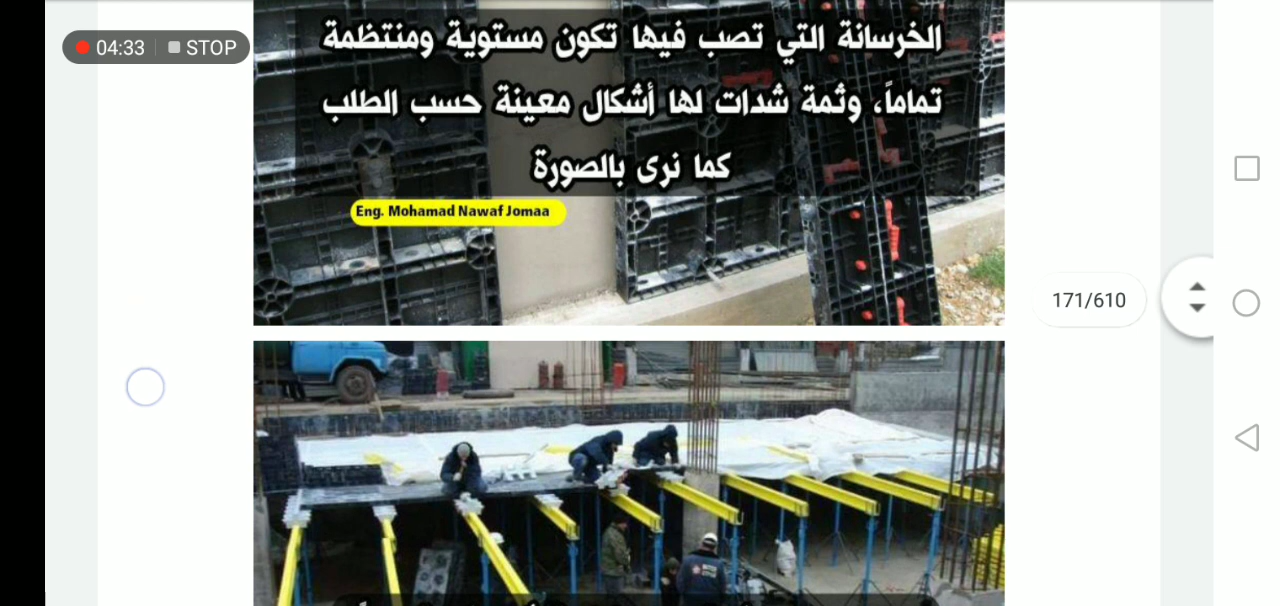 04:33 STOP
الخرسانة التي تصب فيها تكون مستوية ومنتظمة
تماماً، وثمة شدات لها أشكال معينة حسب الطلب
كما نرى بالصورة
Eng. Mohamad Nawaf Jomaa
171/610